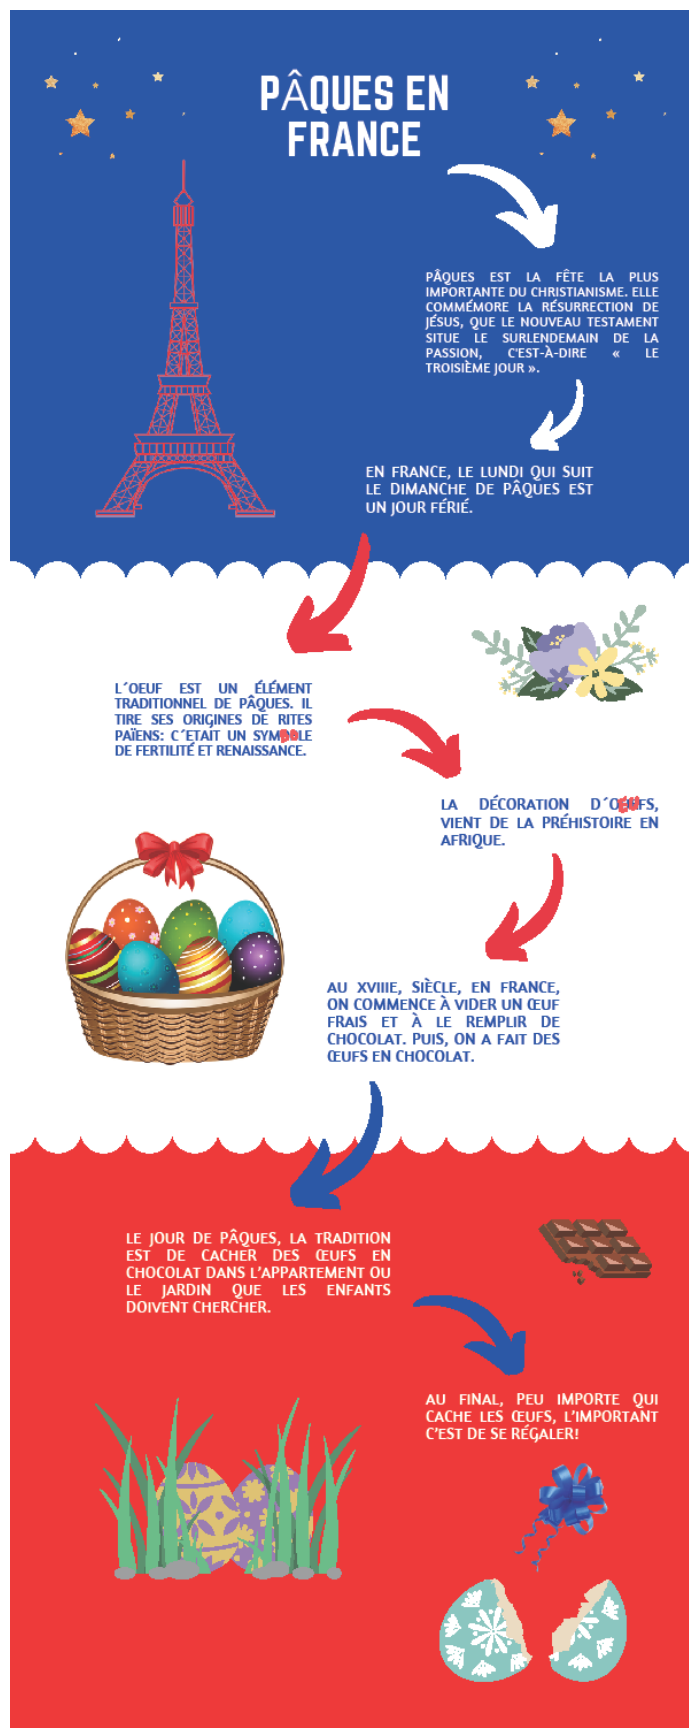 PÂQUES EN
FRANCE
PÂQUES EST LA FÊTE LA PLUS
IMPORTANTE DU CHRISTIANISME. ELLE
COMMÉMORE LA RÉSURRECTION DE
JÉSUS, QUE LE NOUVEAU TESTAMENT
SITUE LE SURLENDEMAIN DE LA
PASSION, C'EST-À-DIRE « LE
TROISIÈME JOUR ».
EN FRANCE, LE LUNDI QUI SUIT
LE DIMANCHE DE PÂQUES EST
UN JOUR FÉRIÉ.
L´OEUF EST UN ÉLÉMENT
TRADITIONNEL DE PÂQUES. IL
TIRE SES ORIGINES DE RITES
PAÏENS: C´ETAIT UN SYMBOLE
DE FERTILITÉ ET RENAISSANCE.
LA DÉCORATION D´OEUFS,
VIENT DE LA PRÉHISTOIRE EN
AFRIQUE.
AU XVIIIE, SIÈCLE, EN FRANCE,
ON COMMENCE À VIDER UN ŒUF
FRAIS ET À LE REMPLIR DE
CHOCOLAT. PUIS, ON A FAIT DES
ŒUFS EN CHOCOLAT.
LE JOUR DE PÂQUES, LA TRADITION
EST DE CACHER DES ŒUFS EN
CHOCOLAT DANS L'APPARTEMENT OU
LE JARDIN QUE LES ENFANTS
DOIVENT CHERCHER.
AU FINAL, PEU IMPORTE QUI
CACHE LES ŒUFS, L'IMPORTANT
C'EST DE SE RÉGALER!